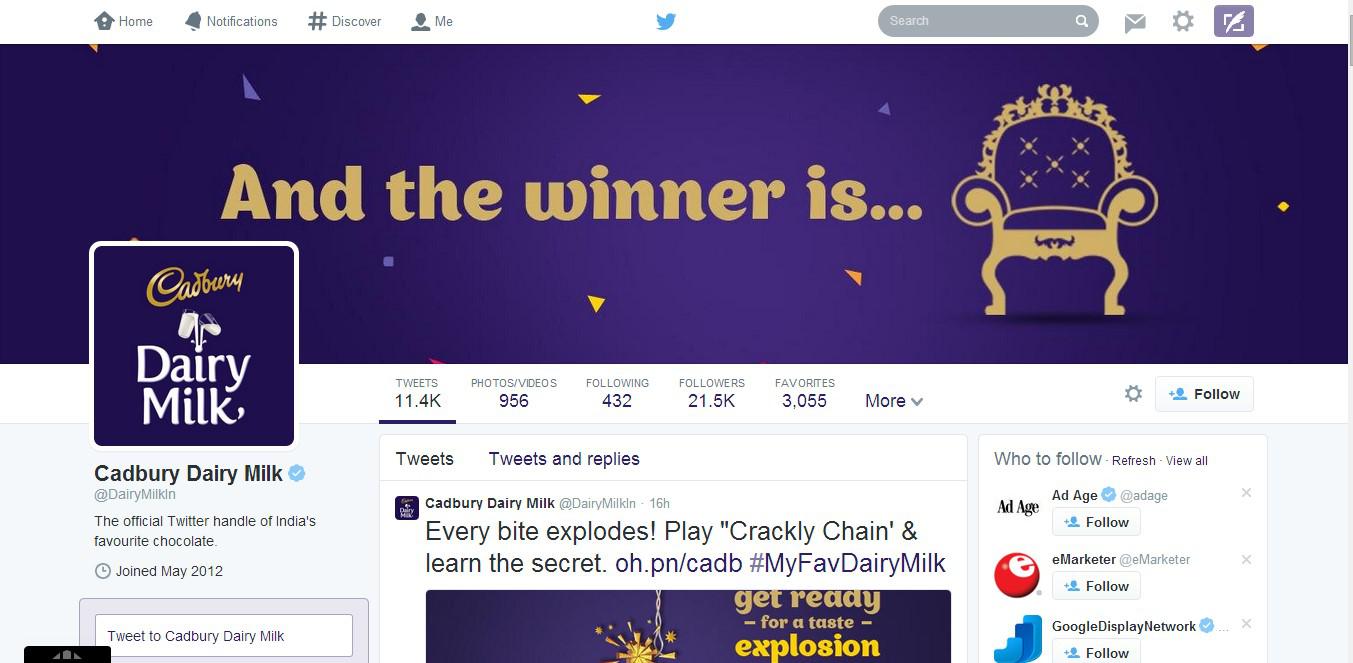 Home Notifications Discover Me Search
And the winner is...
Cadbury
Dairy
Milk
TWEETS PHOTOS/VIDEOS FOLLOWING FOLLOWERS FAVORITES
11.4K 956 432 21.5K 3,055 More Follow
Cadbury Dairy Milk
@DairyMilkIn
The official Twitter handle of India's
favourite chocolate.
Joined May 2012
Tweet to Cadbury Dairy Milk
Tweets Tweets and replies
Cadbury Dairy Milk @DairyMilkIn · 16h
Every bite explodes! Play "Crackly Chain' &
learn the secret. oh.pn/cadb #MyFavDairyMilk
get ready
– for a taste –
explosion
Who to follow · Refresh · View all
Ad Age
Ad Age @adage
Follow
eMarketer @eMarketer
Follow
GoogleDisplayNetwork ...
Follow